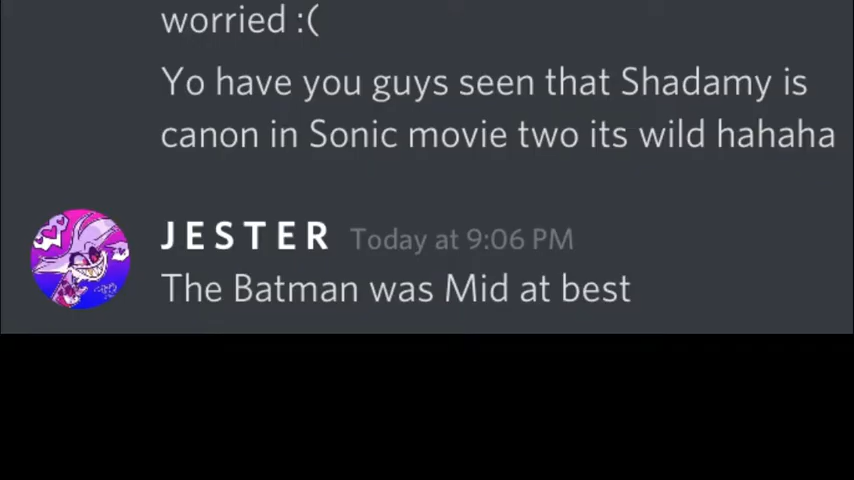 worried :(
Yo have you guys seen that Shadamy is
canon in Sonic movie two its wild hahaha
J E S T E R Today at 9:06 PM
The Batman was Mid at best